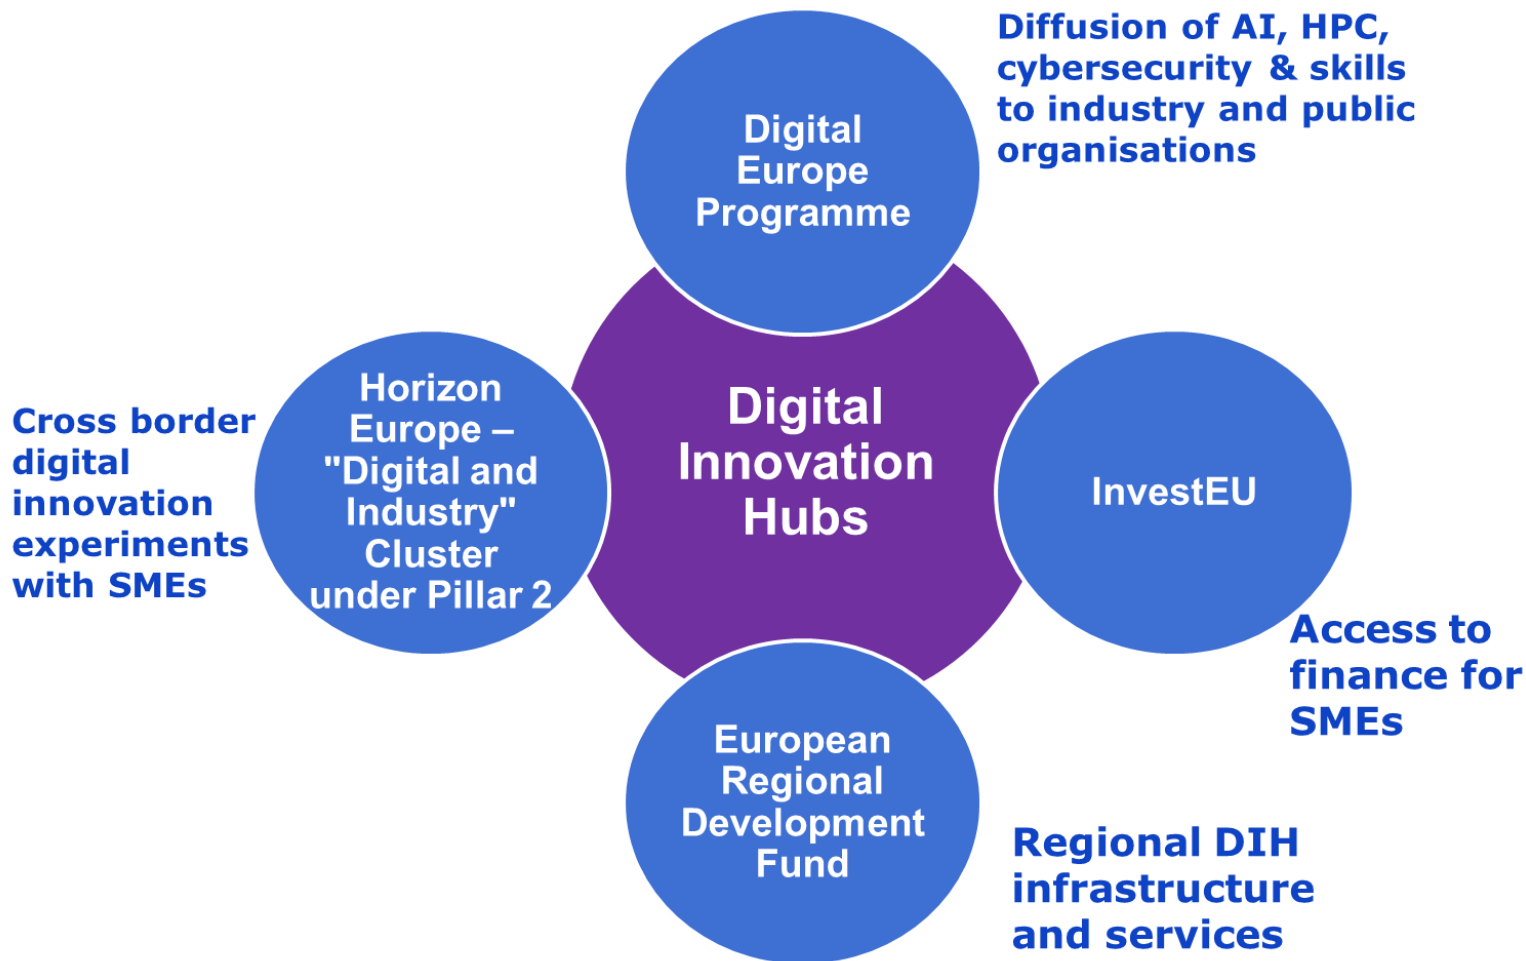 Digital
Europe
Programme
Diffusion of AI, HPC,
cybersecurity & skills
to industry and public
organisations
Cross border
digital
innovation
experiments
with SMEs
Horizon
Europe –
"Digital and
Industry"
Cluster
under Pillar 2
Digital
Innovation
Hubs
InvestEU
Access to
finance for
SMEs
European
Regional
Development
Fund
Regional DIH
infrastructure
and services